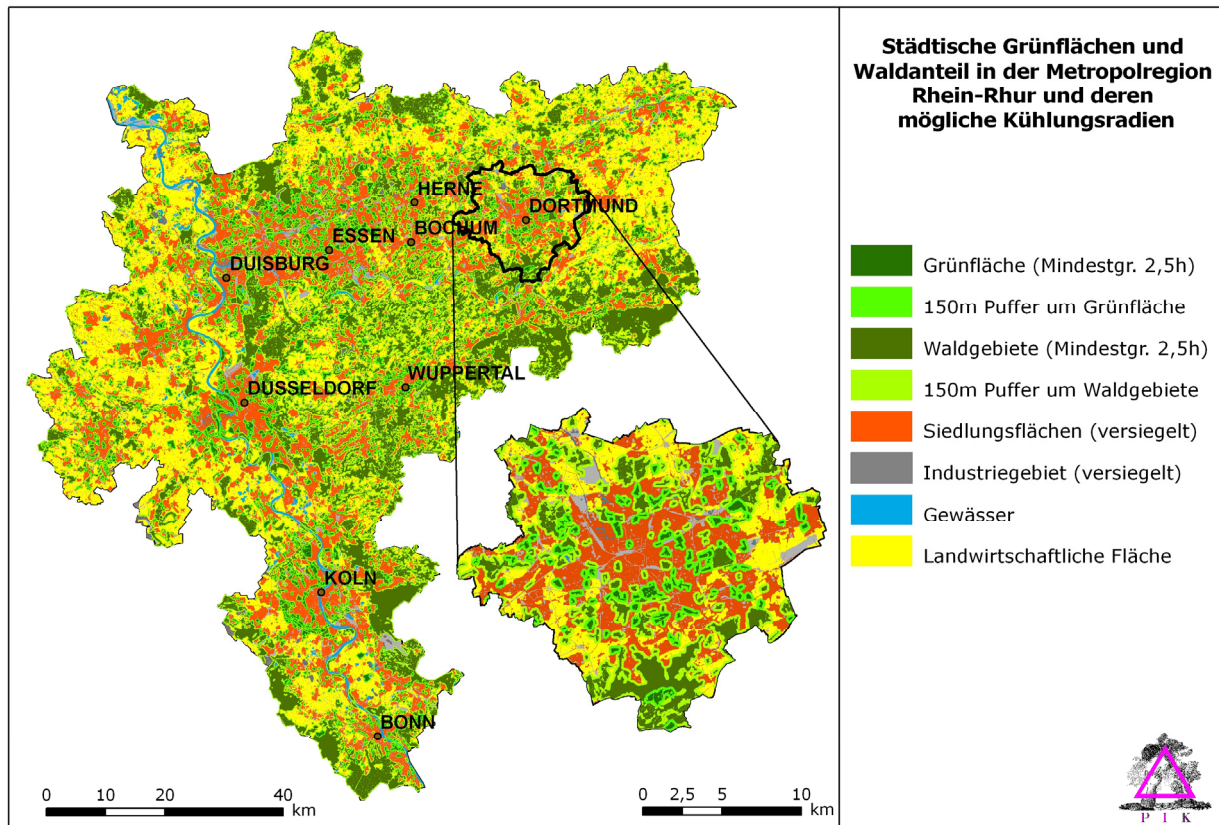 Städtische Grünflächen und
Waldanteil in der Metropolregion
Rhein-Rhur und deren
mögliche Kühlungsradien
HERNE
DORTMUND
BOCHUM
ESSEN
DUISBURG
WUPPERTAL
DUSSELDORF
KOLN
BONN
Grünfläche (Mindestgr. 2,5h)
150m Puffer um Grünfläche
Waldgebiete (Mindestgr. 2,5h)
150m Puffer um Waldgebiete
Siedlungsflächen (versiegelt)
Industriegebiet (versiegelt)
Gewässer
Landwirtschaftliche Fläche
0 10 20 40
km
0 2,5 5 10
km
P I K